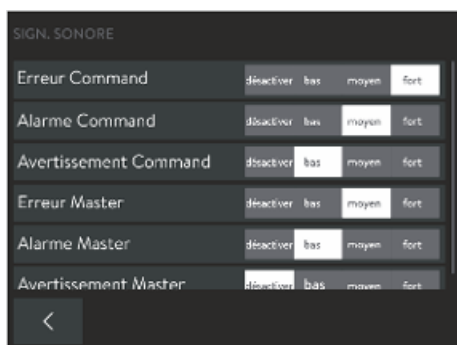 SIGN. SONORE
Erreur Command désactiver bas moyen fort
Alarme Command désactiver bas moyen fort
Avertissement Command désactiver bas moyen fort
Erreur Master désactiver bas moyen fort
Alarme Master désactiver bas moyen fort
Avertissement Master désactiver bas moyen fort